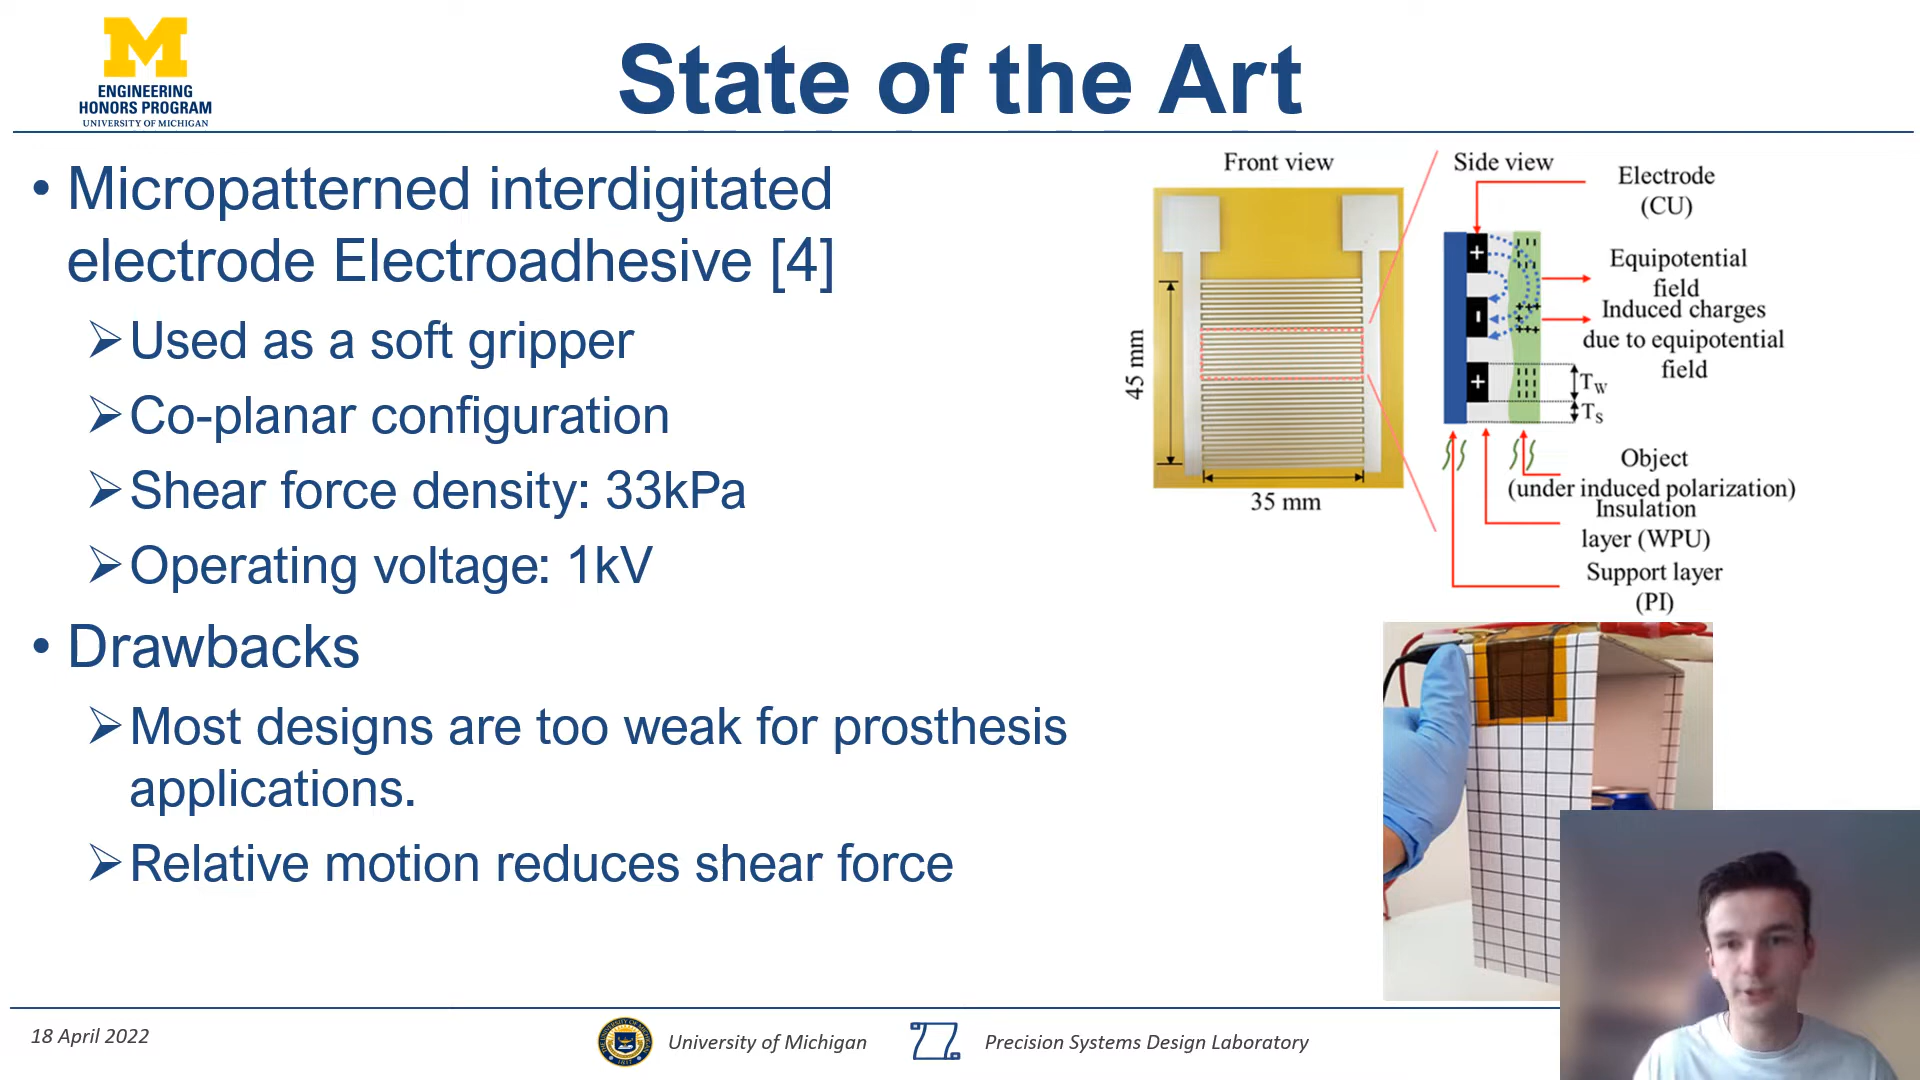 ENGINEERING
HONORS PROGRAM
UNIVERSITY OF MICHIGAN
State of the Art
• Micropatterned interdigitated
electrode Electroadhesive [4]
➢ Used as a soft gripper
➢ Co-planar configuration
➢ Shear force density: 33kPa
➢ Operating voltage: 1kV
• Drawbacks
➢ Most designs are too weak for prosthesis
applications.
➢ Relative motion reduces shear force
Front view
45 mm
35 mm
Side view
Electrode
(CU)
Equipotential
field
Induced charges
due to equipotential
field
TW
TS
Object
(under induced polarization)
Insulation
layer (WPU)
Support layer
(PI)
18 April 2022
University of Michigan
Precision Systems Design Laboratory